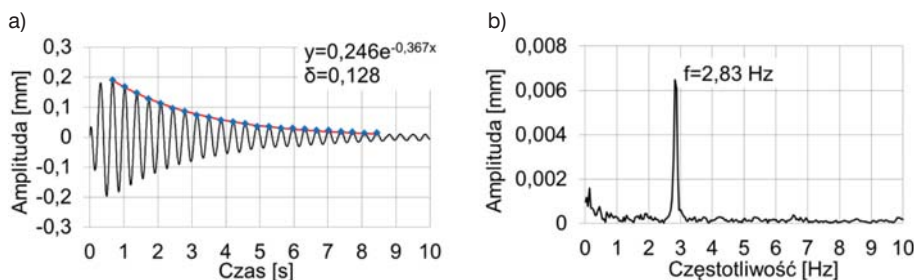 a)
0,3
0,2
0,1
0
-0,1
-0,2
-0,3
Amplituda [mm]
y=0,246e-0,367x
δ=0,128
0 1 2 3 4 5 6 7 8 9 10
Czas [s]
b)
0,008
0,006
0,004
0,002
0
Amplituda [mm]
f=2,83 Hz
0 1 2 3 4 5 6 7 8 9 10
Częstotliwość [Hz]